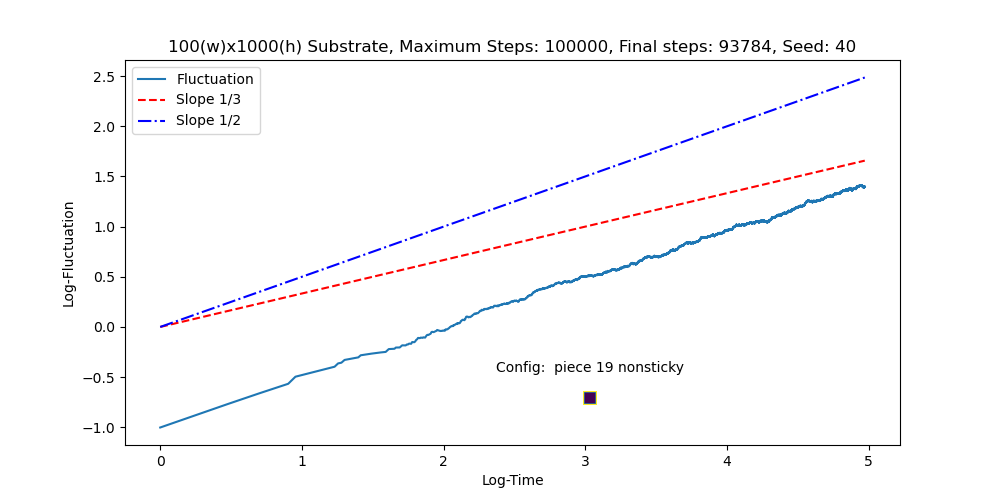 100(w)x1000(h) Substrate, Maximum Steps: 100000, Final steps: 93784, Seed: 40
Fluctuation
Slope 1/3
Slope 1/2
2.5
2.0
1.5
1.0
0.5
0.0
−0.5
−1.0
Log-Fluctuation
Config:  piece 19 nonsticky
0 1 2 3 4 5
Log-Time